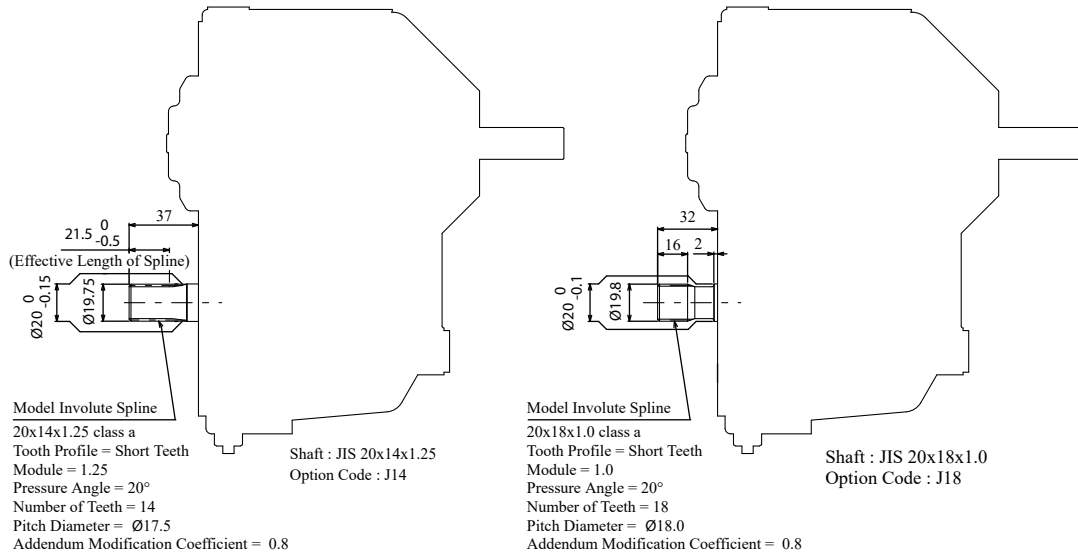 37
21.5 0 -0.5
(Effective Length of Spline)
Ø20 0 -0.15
Ø19.75
Model Involute Spline
20x14x1.25 class a
Tooth Profile = Short Teeth
Module = 1.25
Pressure Angle = 20°
Number of Teeth = 14
Pitch Diameter = Ø17.5
Addendum Modification Coefficient = 0.8
Shaft : JIS 20x14x1.25
Option Code : J14
32
16 2
Ø20 0 -0.1
Ø19.8
Model Involute Spline
20x18x1.0 class a
Tooth Profile = Short Teeth
Module = 1.0
Pressure Angle = 20°
Number of Teeth = 18
Pitch Diameter = Ø18.0
Addendum Modification Coefficient = 0.8
Shaft : JIS 20x18x1.0
Option Code : J18